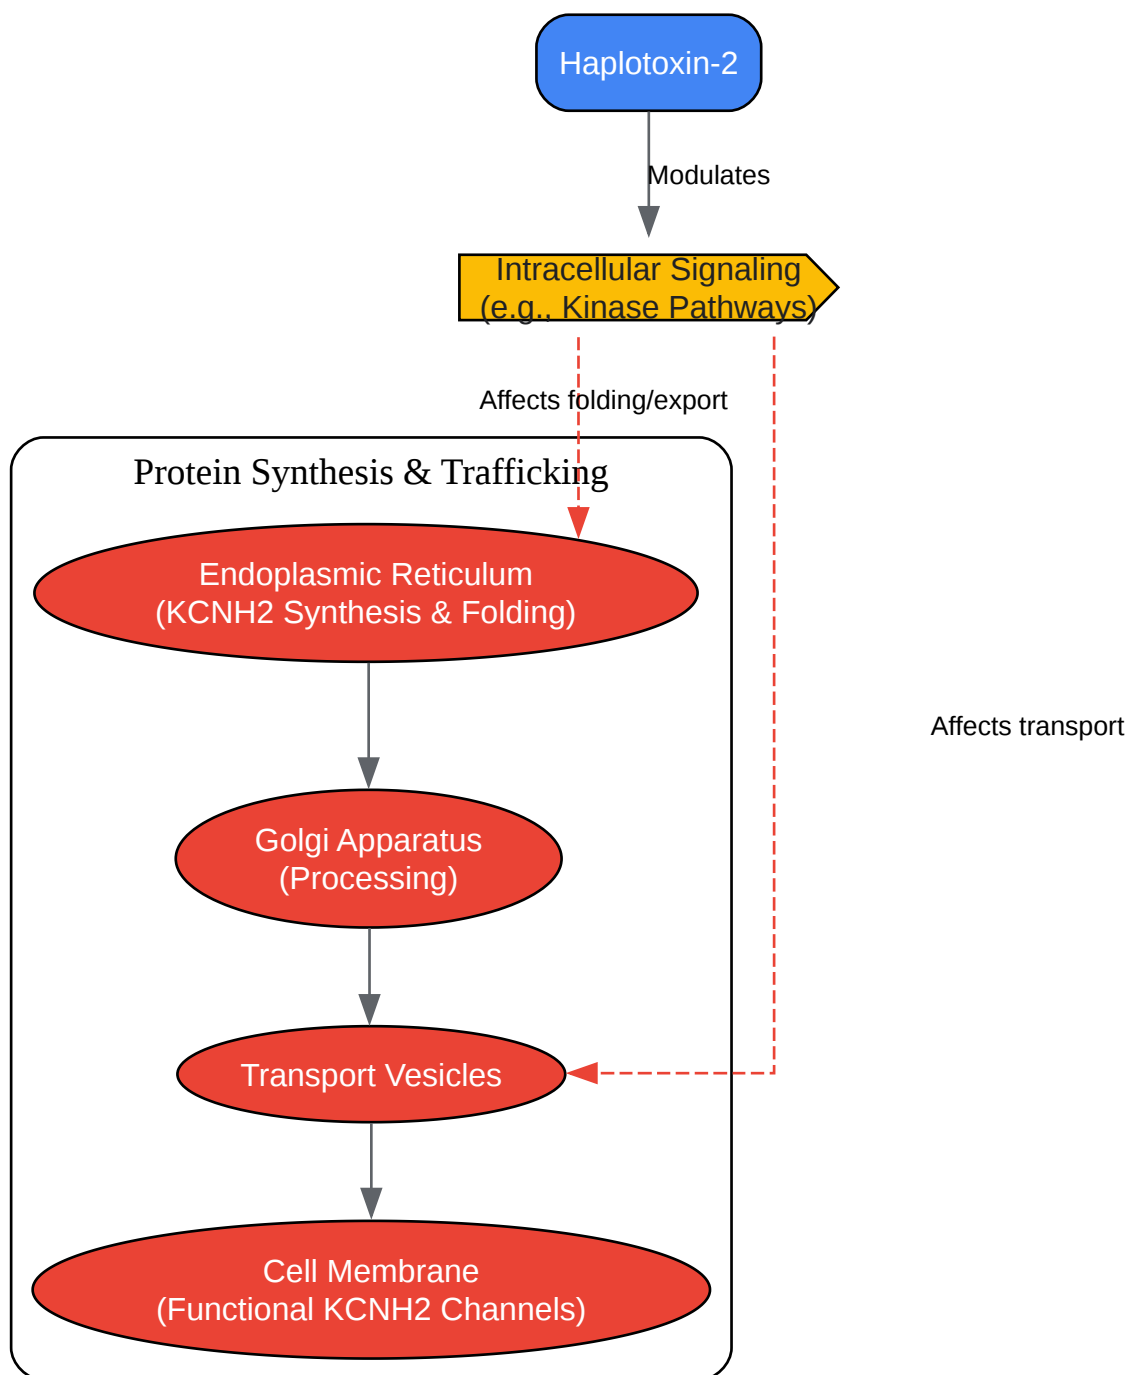 Haplotoxin-2
Modulates
Intracellular Signaling
(e.g., Kinase Pathways)
Affects folding/export
Protein Synthesis & Trafficking
Endoplasmic Reticulum
(KCNH2 Synthesis & Folding)
Affects transport
Golgi Apparatus
(Processing)
Transport Vesicles
Cell Membrane
(Functional KCNH2 Channels)